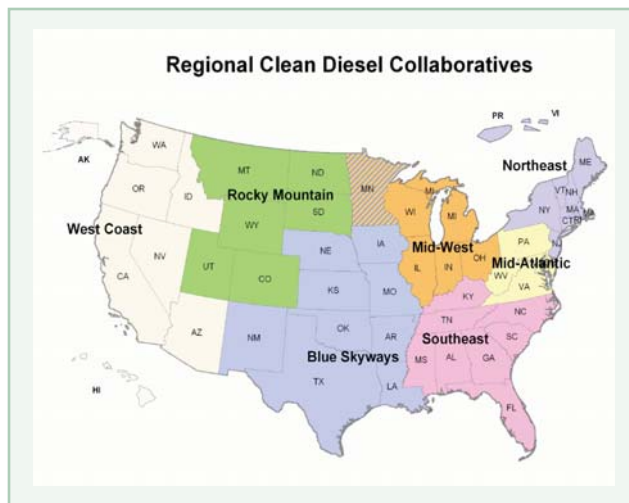 Regional Clean Diesel Collaboratives
PR
VI
AK
WA
MT
ND
MN
ME
Northeast
OR
ID
Rocky Mountain
SD
WI
MI
MI
VT
NH
NY
MA
CT
RI
WY
West Coast
NV
NE
IA
Mid-West
PA
NJ
OH
Mid-Atlantic
CA
UT
CO
IL
IN
WV
VA
KS
MO
KY
NC
AZ
NM
OK
AR
TN
Southeast
SC
Blue Skyways
MS
AL
GA
TX
LA
HI
FL